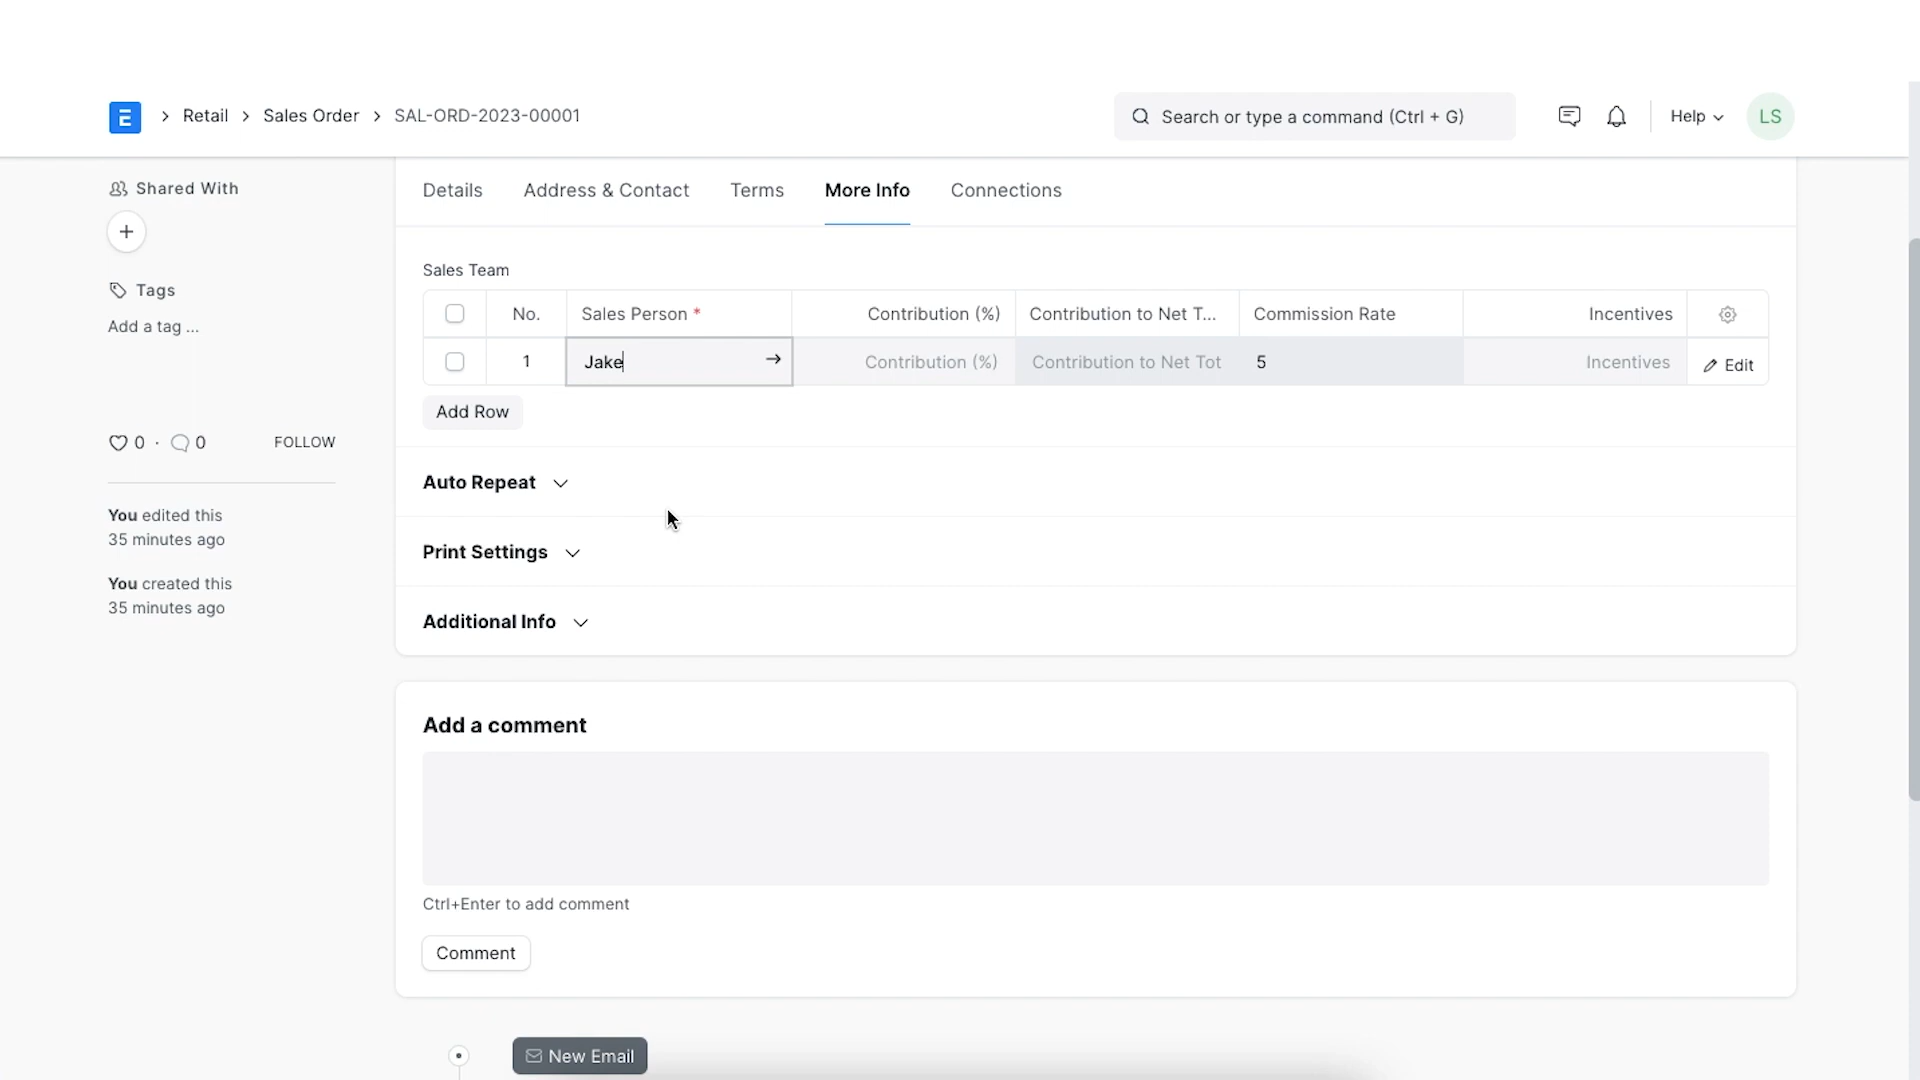 E
Retail
Sales Order
SAL-ORD-2023-00001
Search or type a command (Ctrl + G)
Help
LS
Shared With
+
Tags
Add a tag ...
0 · 0
FOLLOW
You edited this
35 minutes ago
You created this
35 minutes ago
Details
Address & Contact
Terms
More Info
Connections
Sales Team
No.
Sales Person *
Contribution (%)
Contribution to Net T...
Commission Rate
Incentives
1
Jake
Contribution (%)
Contribution to Net Tot
5
Incentives
Edit
Add Row
Auto Repeat
Print Settings
Additional Info
Add a comment
Ctrl+Enter to add comment
Comment
New Email